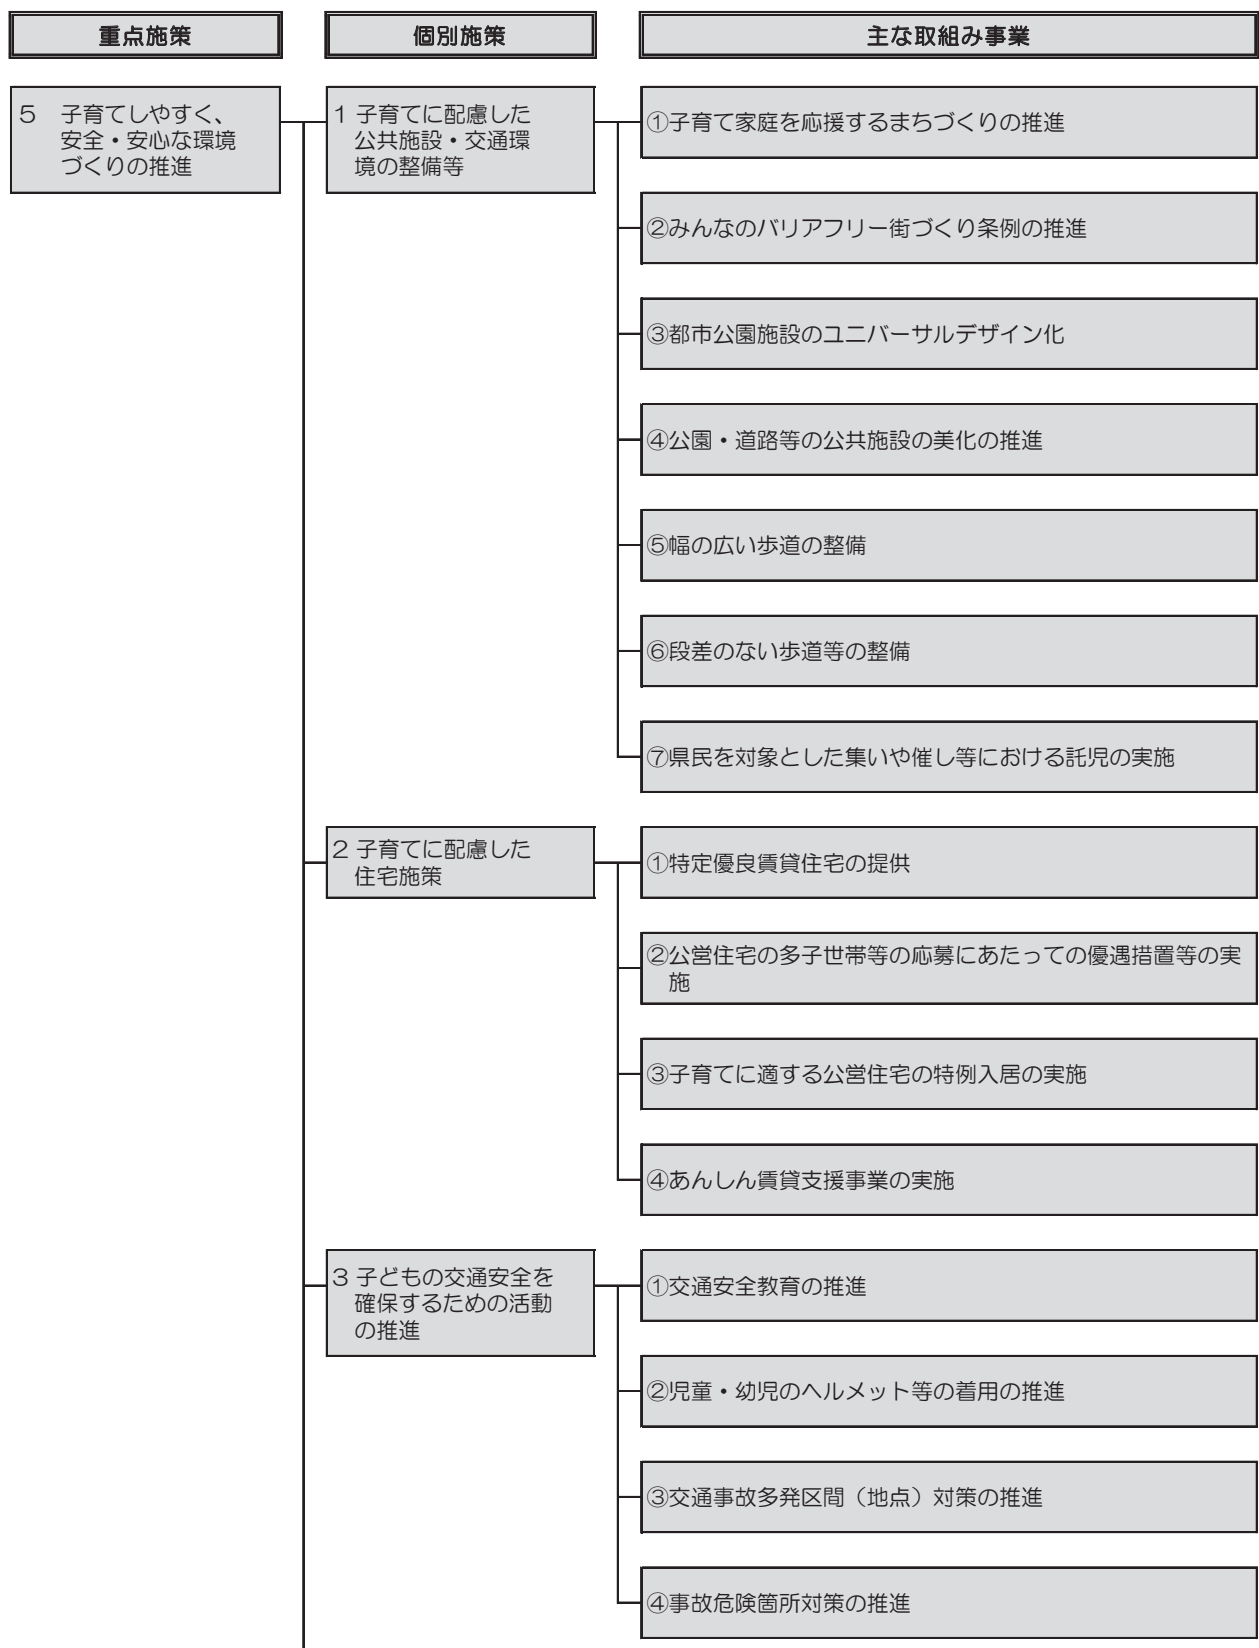 重点施策
個別施策
主な取組み事業
5 子育てしやすく、
安全・安心な環境
づくりの推進
1 子育てに配慮した
公共施設・交通環
境の整備等
①子育て家庭を応援するまちづくりの推進
②みんなのバリアフリー街づくり条例の推進
③都市公園施設のユニバーサルデザイン化
④公園・道路等の公共施設の美化の推進
⑤幅の広い歩道の整備
⑥段差のない歩道等の整備
⑦県民を対象とした集いや催し等における託児の実施
2 子育てに配慮した
住宅施策
①特定優良賃貸住宅の提供
②公営住宅の多子世帯等の応募にあたっての優遇措置等の実
施
③子育てに適する公営住宅の特例入居の実施
④あんしん賃貸支援事業の実施
3 子どもの交通安全を
確保するための活動
の推進
①交通安全教育の推進
②児童・幼児のヘルメット等の着用の推進
③交通事故多発区間（地点）対策の推進
④事故危険箇所対策の推進